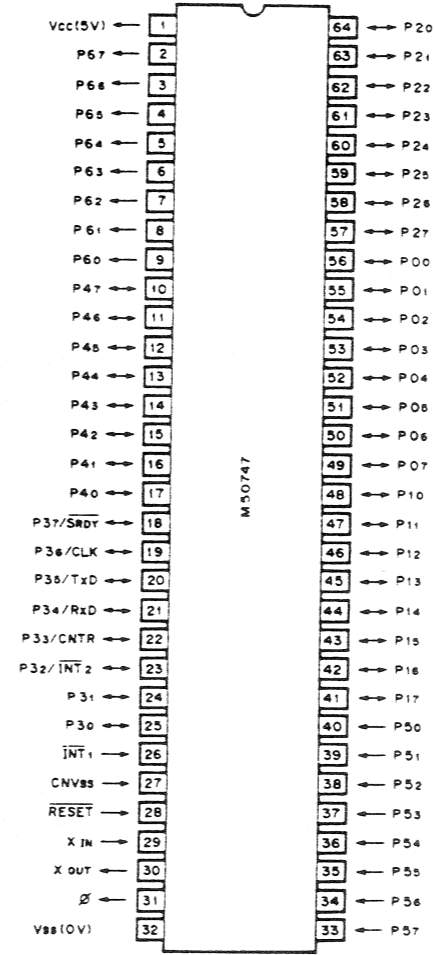 Vcc(5V) ← 1 64 ↔ P20
P67 ← 2 63 ↔ P21
P66 ← 3 62 ↔ P22
P65 ← 4 61 ↔ P23
P64 ← 5 60 ↔ P24
P63 ← 6 59 ↔ P25
P62 ← 7 58 ↔ P26
P61 ← 8 57 ↔ P27
P60 ← 9 56 ↔ P00
P47 ↔ 10 55 ↔ P01
P46 ↔ 11 54 ↔ P02
P45 ↔ 12 53 ↔ P03
P44 ↔ 13 52 ↔ P04
P43 ↔ 14 51 ↔ P05
P42 ↔ 15 50 ↔ P06
P41 ↔ 16 49 ↔ P07
P40 ↔ 17 48 ↔ P10
P37/S̅R̅D̅Y̅ ↔ 18 47 ↔ P11
P36/CLK ↔ 19 46 ↔ P12
P35/TxD ↔ 20 45 ↔ P13
P34/RxD ↔ 21 44 ↔ P14
P33/CNTR ↔ 22 43 ↔ P15
P32/I̅N̅T̅2 ↔ 23 42 ↔ P16
P31 ↔ 24 41 ↔ P17
P30 ↔ 25 40 ← P50
I̅N̅T̅1 → 26 39 ← P51
CNVSS → 27 38 ← P52
R̅E̅S̅E̅T̅ → 28 37 ← P53
X IN → 29 36 ← P54
X OUT ← 30 35 ← P55
Ø ← 31 34 ← P56
Vss(0V) 32 33 ← P57
M50747